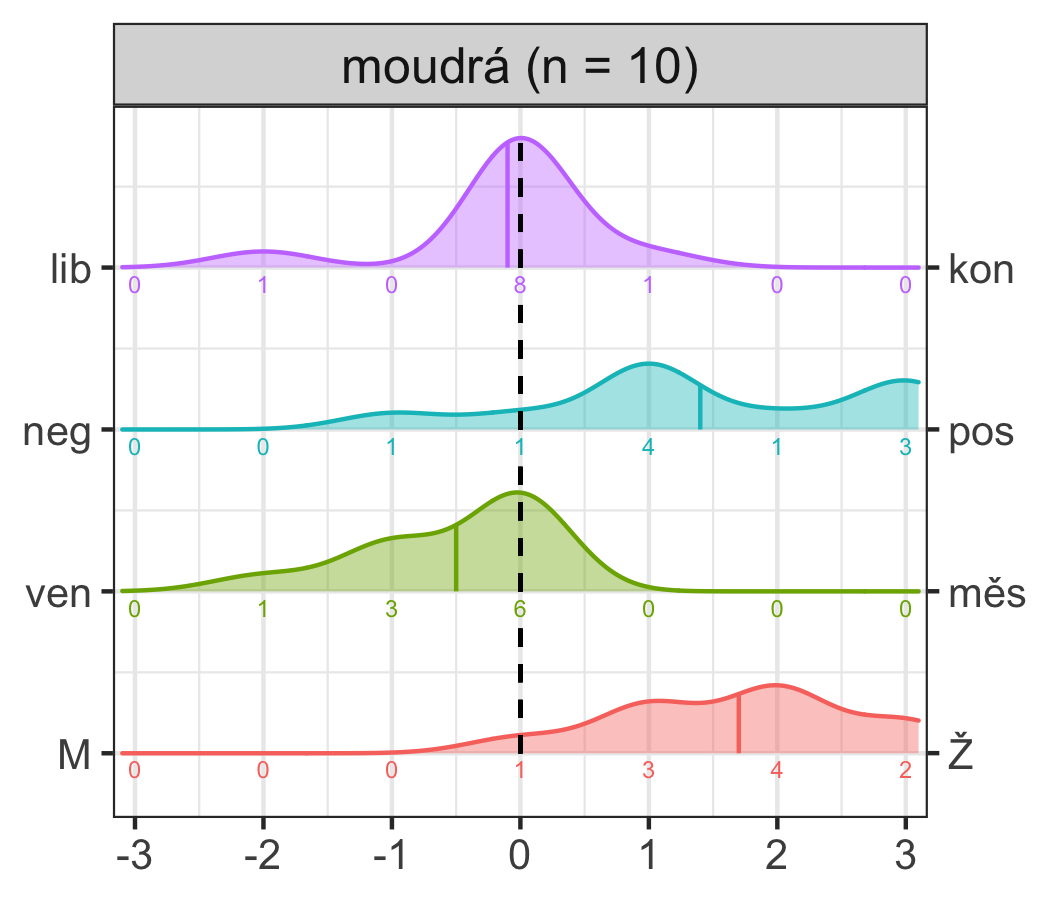 moudrá (n = 10)
lib kon
0 1 0 8 1 0 0
neg pos
0 0 1 1 4 1 3
ven měs
0 1 3 6 0 0 0
M Ž
0 0 0 1 3 4 2
-3 -2 -1 0 1 2 3